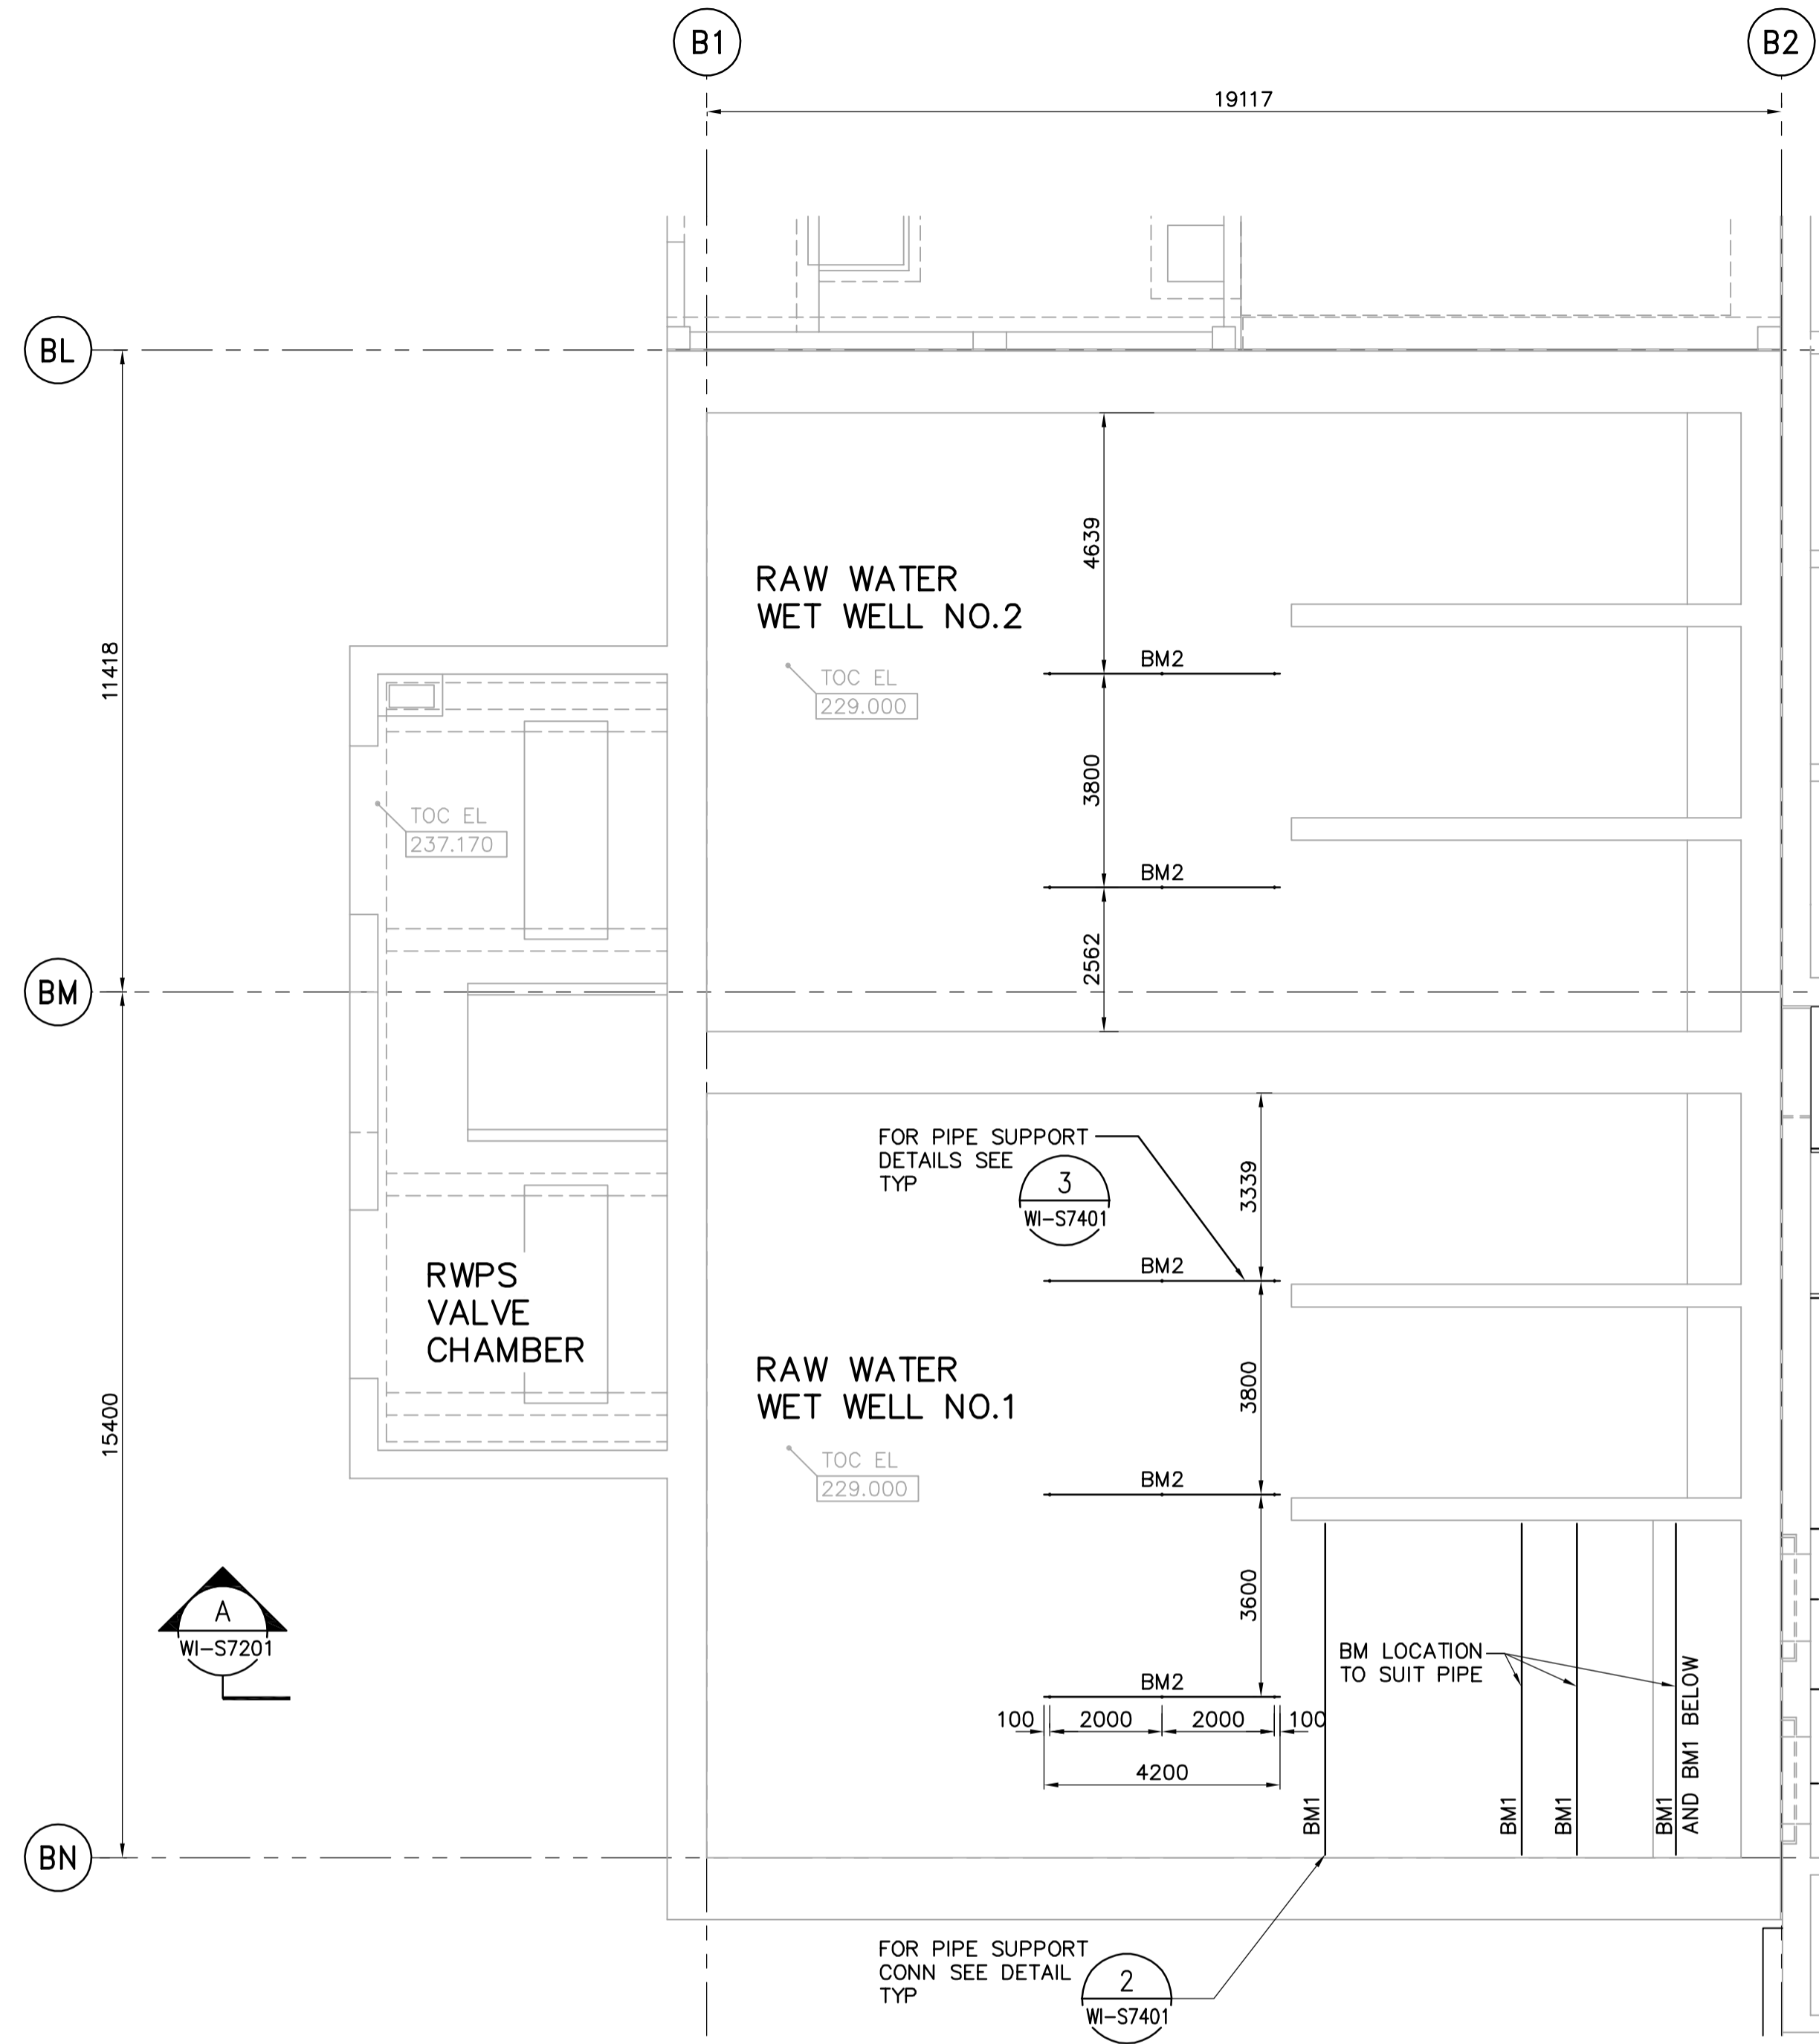 B1
B2
19117
BL
4639
RAW WATER
WET WELL NO.2
11418
BM2
TOC EL
229.000
3800
TOC EL
237.170
BM2
2562
BM
FOR PIPE SUPPORT
DETAILS SEE
TYP
3
WI-S7401
3339
BM2
RWPS
VALVE
CHAMBER
RAW WATER
WET WELL NO.1
3800
15400
TOC EL
229.000
BM2
3600
A
WI-S7201
BM LOCATION
TO SUIT PIPE
BM2
100
2000
2000
100
4200
BM1
BM1
BM1
BM1
AND BM1 BELOW
BN
FOR PIPE SUPPORT
CONN SEE DETAIL
TYP
2
WI-S7401